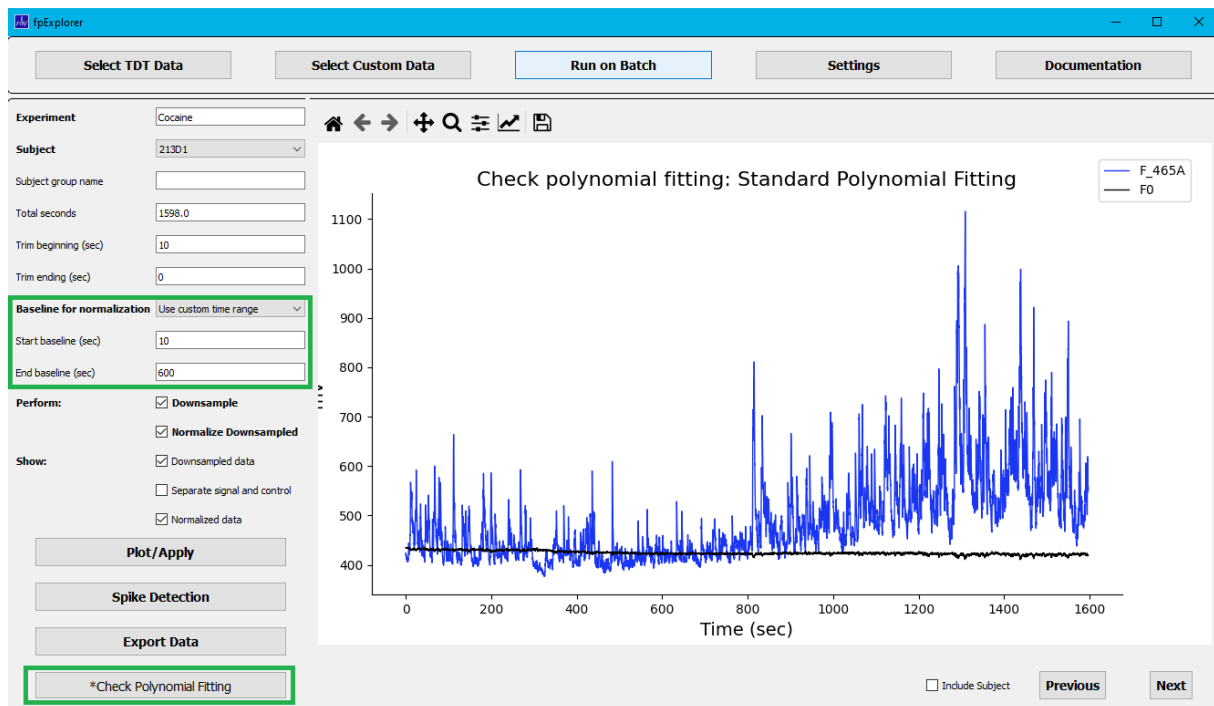 fpExplorer
Select TDT Data
Select Custom Data
Run on Batch
Settings
Documentation
Experiment
Cocaine
Subject
213D1
Subject group name
Total seconds
1598.0
Trim beginning (sec)
10
Trim ending (sec)
0
Baseline for normalization
Use custom time range
Start baseline (sec)
10
End baseline (sec)
600
Perform:
Downsample
Normalize Downsampled
Show:
Downsampled data
Separate signal and control
Normalized data
Plot/Apply
Spike Detection
Export Data
*Check Polynomial Fitting
Check polynomial fitting: Standard Polynomial Fitting
F_465A
F0
1100
1000
900
800
700
600
500
400
0 200 400 600 800 1000 1200 1400 1600
Time (sec)
Include Subject
Previous
Next